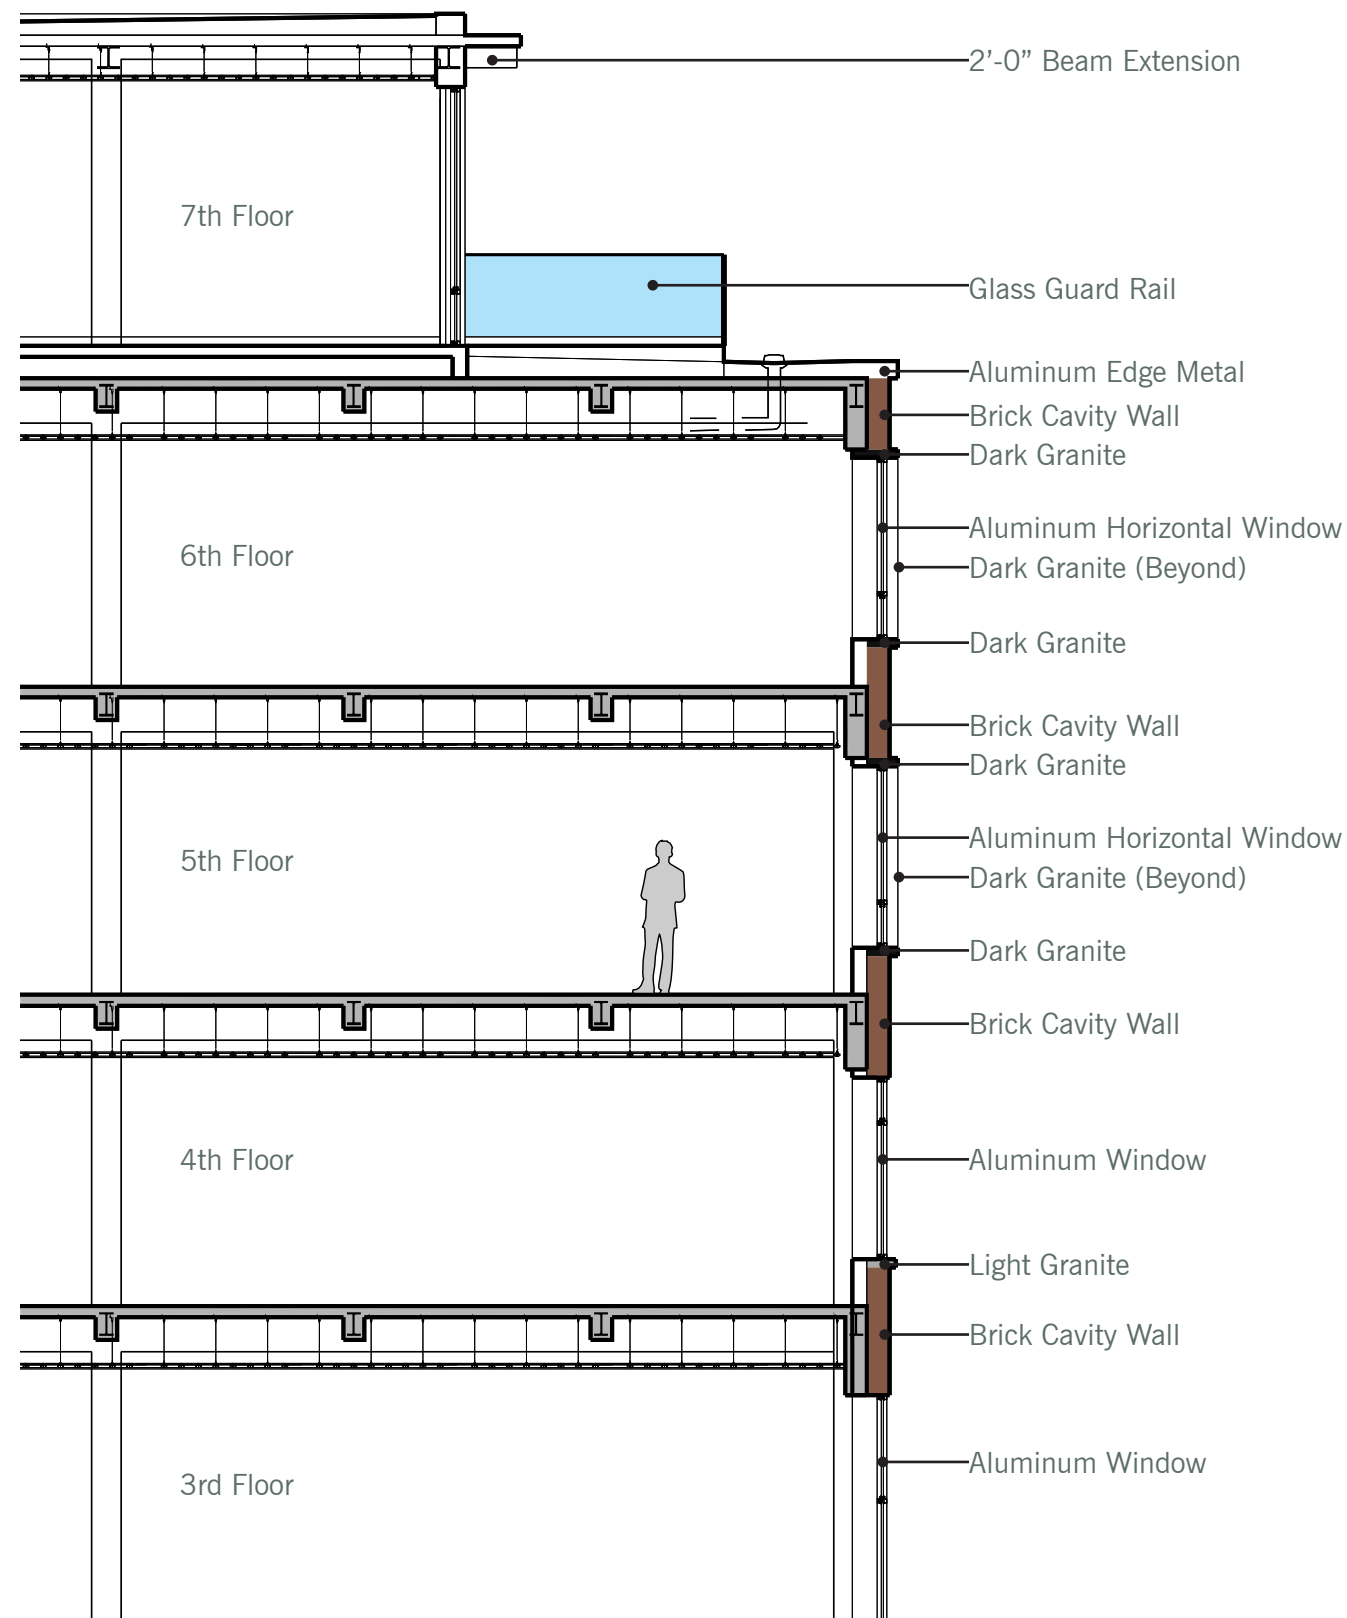 2’-0” Beam Extension
7th Floor
Glass Guard Rail
Aluminum Edge Metal
Brick Cavity Wall
Dark Granite
Aluminum Horizontal Window
6th Floor
Dark Granite (Beyond)
Dark Granite
Brick Cavity Wall
Dark Granite
Aluminum Horizontal Window
5th Floor
Dark Granite (Beyond)
Dark Granite
Brick Cavity Wall
4th Floor
Aluminum Window
Light Granite
Brick Cavity Wall
Aluminum Window
3rd Floor